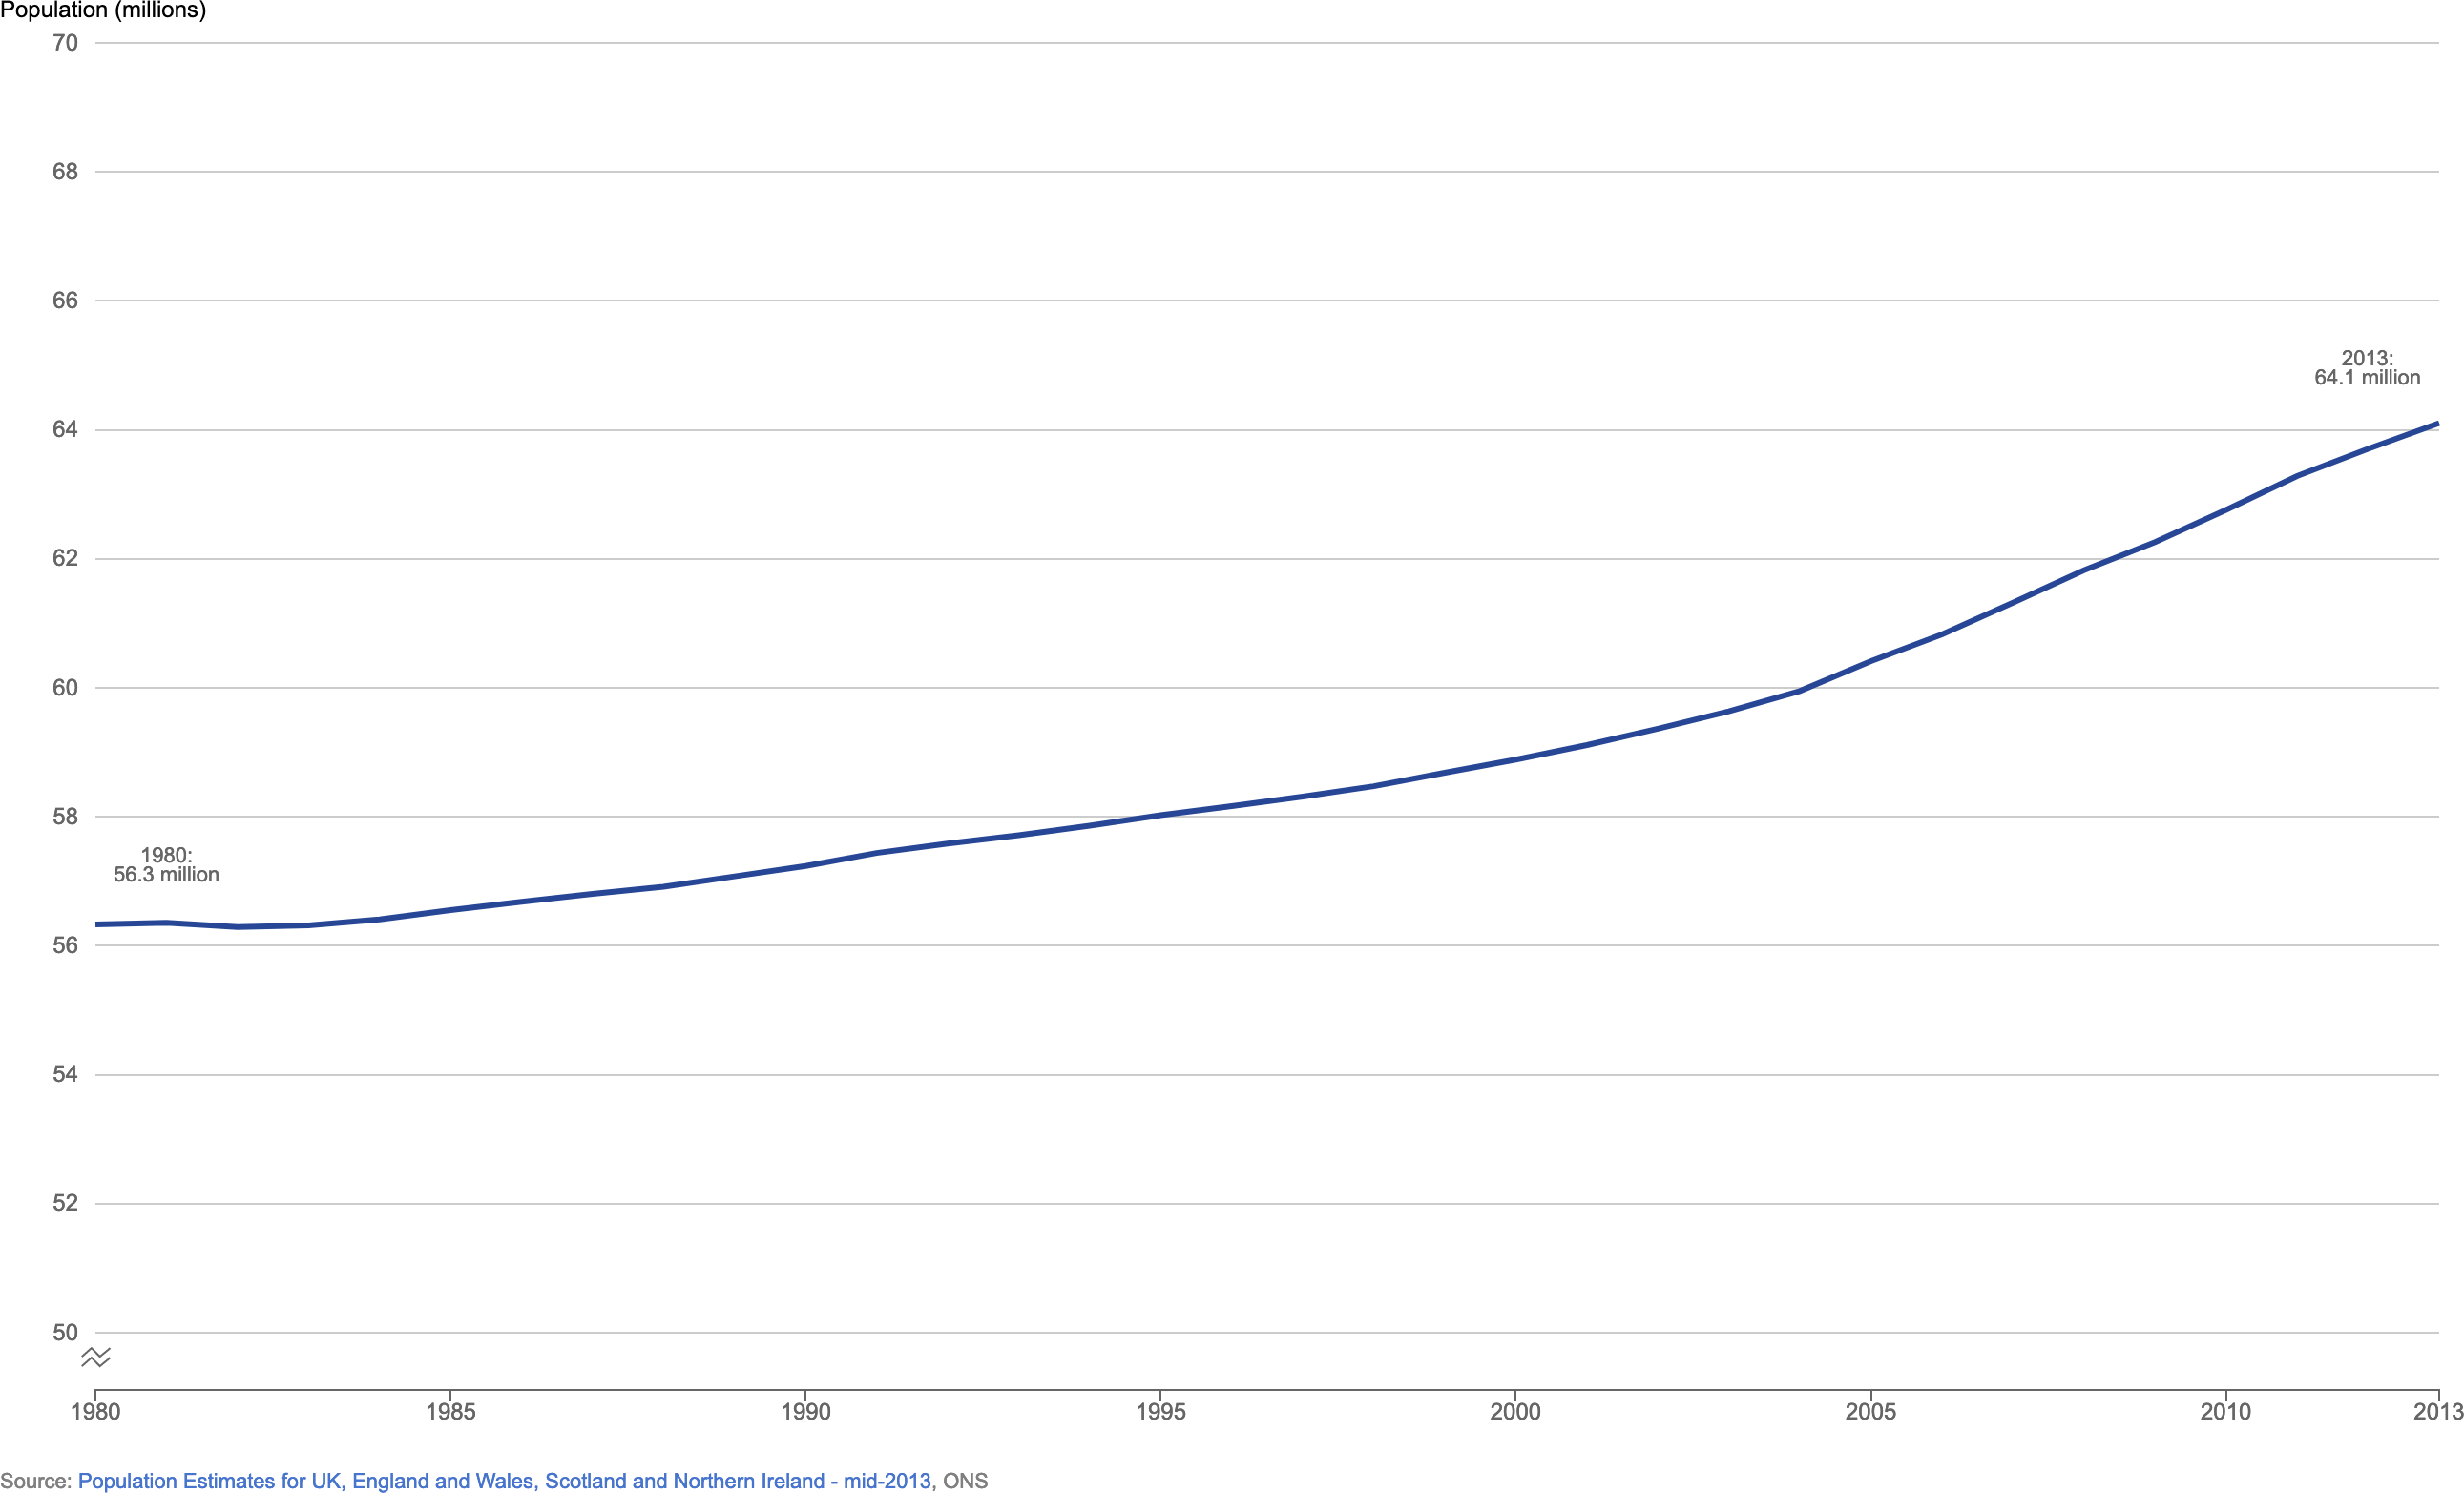 Population (millions)
70
68
66
2013:
64.1 million
64
62
60
58
1980:
56.3 million
56
54
52
50
1980 1985 1990 1995 2000 2005 2010 2013
Source: Population Estimates for UK, England and Wales, Scotland and Northern Ireland - mid-2013, ONS